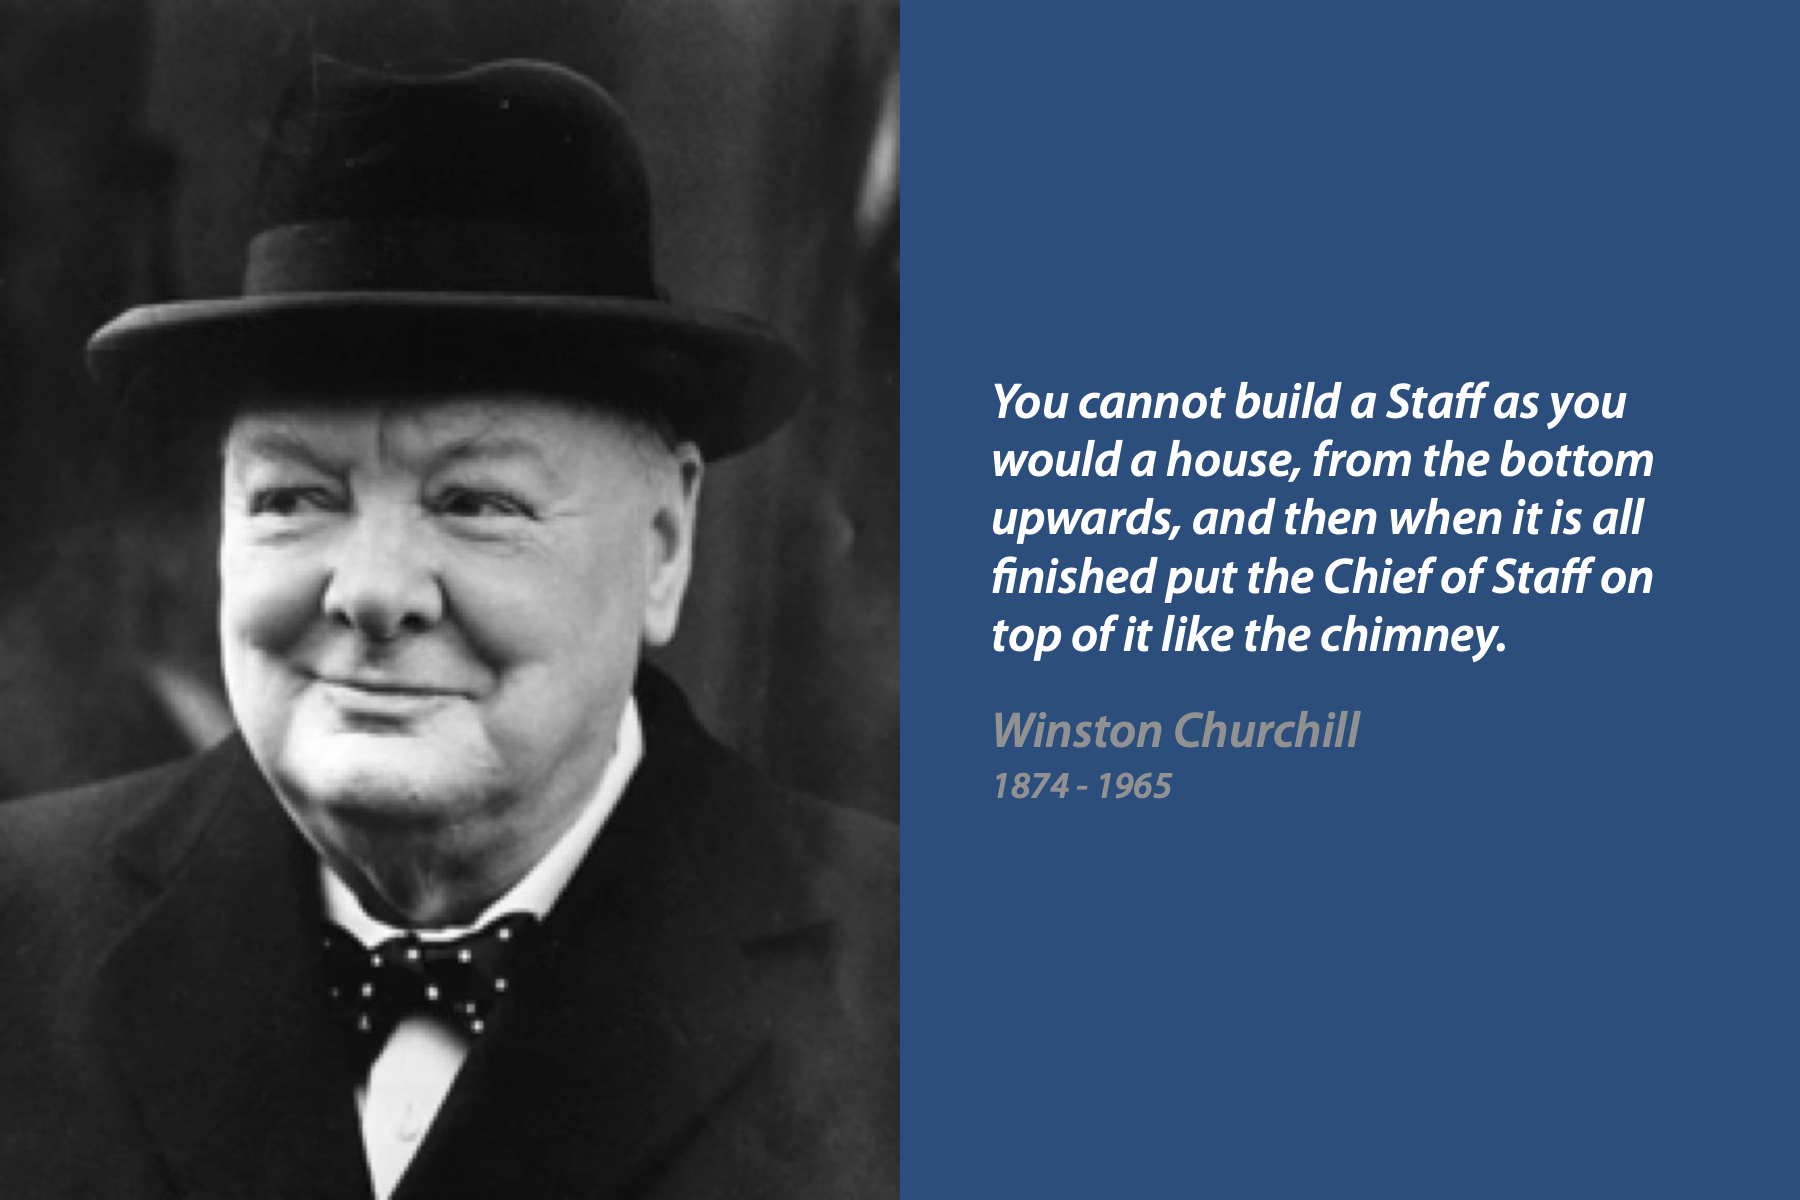 You cannot build a Staff as you
would a house, from the bottom
upwards, and then when it is all
finished put the Chief of Staff on
top of it like the chimney.
Winston Churchill
1874 - 1965